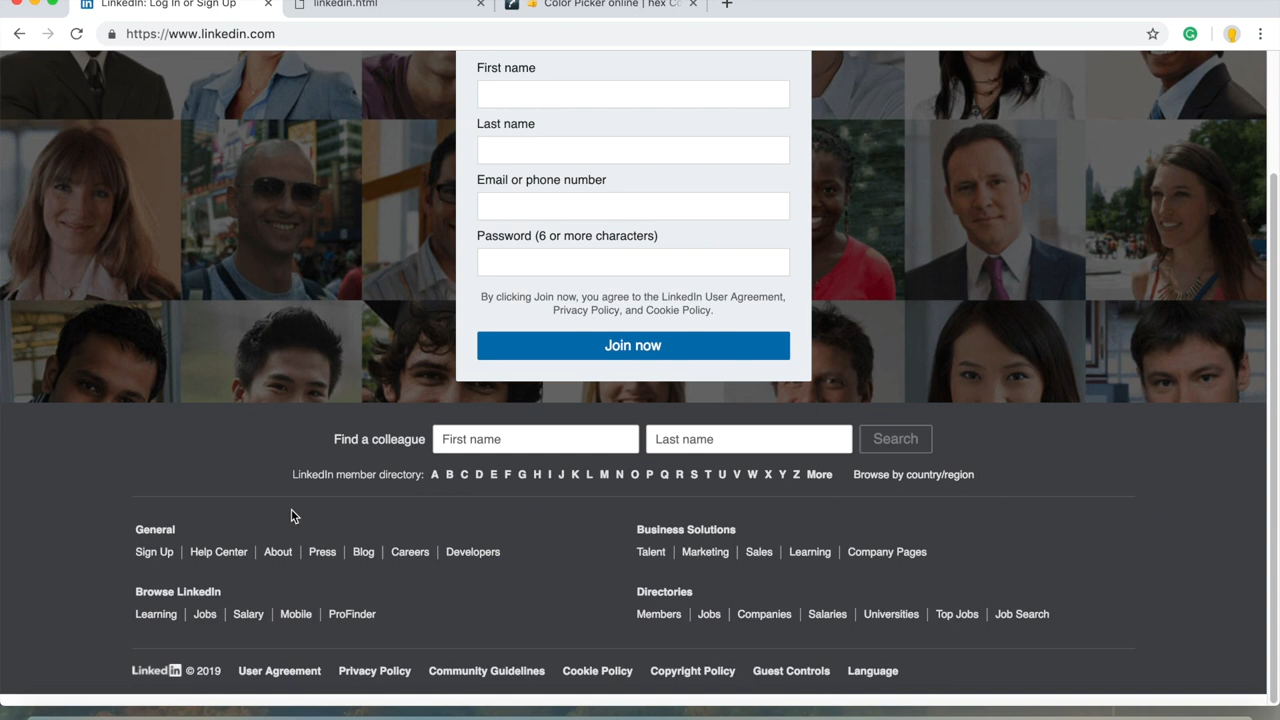 LinkedIn: Log In or Sign Up
linkedin.html
Color Picker online | hex Co
https://www.linkedin.com
First name
Last name
Email or phone number
Password (6 or more characters)
By clicking Join now, you agree to the LinkedIn User Agreement,
Privacy Policy, and Cookie Policy.
Join now
Find a colleague First name Last name Search
LinkedIn member directory: A B C D E F G H I J K L M N O P Q R S T U V W X Y Z More Browse by country/region
General
Sign Up | Help Center | About | Press | Blog | Careers | Developers
Business Solutions
Talent | Marketing | Sales | Learning | Company Pages
Browse LinkedIn
Learning | Jobs | Salary | Mobile | ProFinder
Directories
Members | Jobs | Companies | Salaries | Universities | Top Jobs | Job Search
LinkedIn © 2019 User Agreement Privacy Policy Community Guidelines Cookie Policy Copyright Policy Guest Controls Language